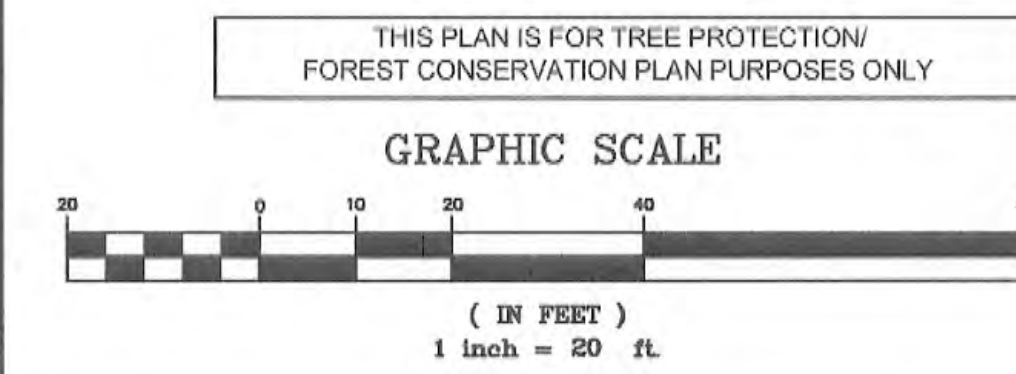 THIS PLAN IS FOR TREE PROTECTION/
FOREST CONSERVATION PLAN PURPOSES ONLY
GRAPHIC SCALE
20 0 10 20 40
( IN FEET )
1 inch = 20 ft.